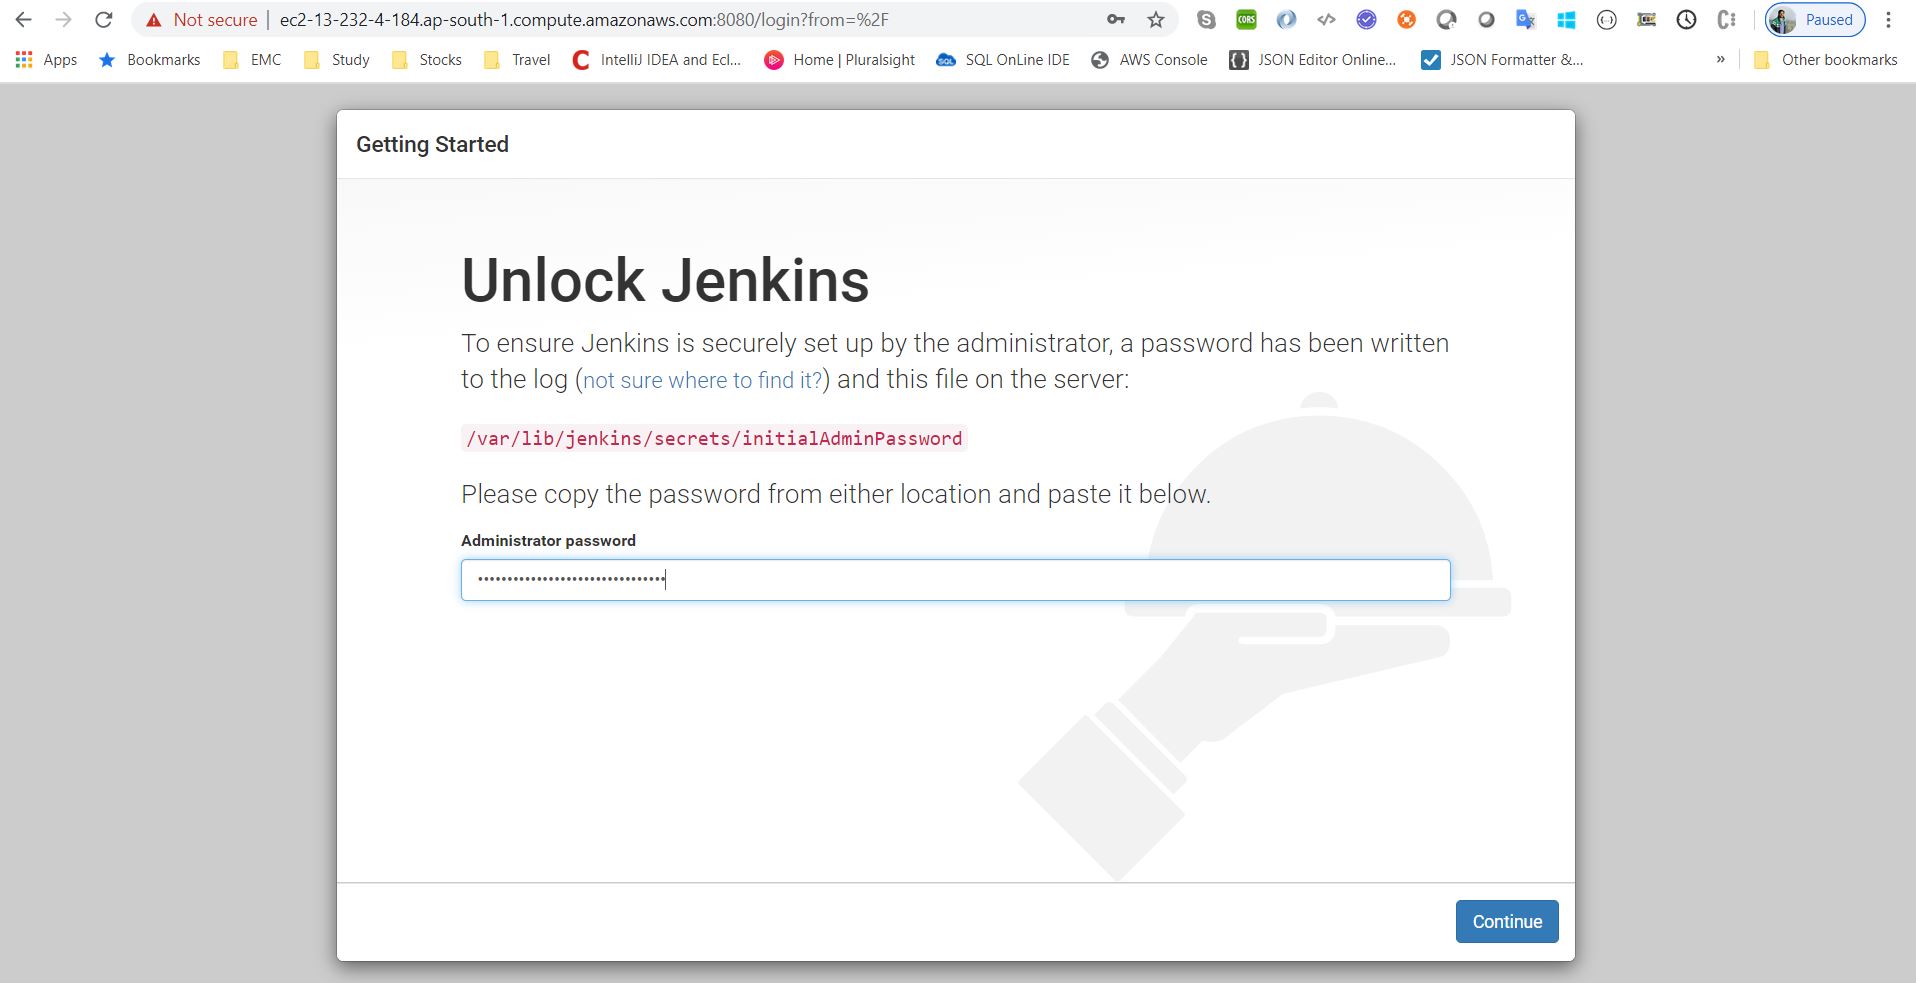 Not secure | ec2-13-232-4-184.ap-south-1.compute.amazonaws.com:8080/login?from=%2F
CORS
Paused
Apps Bookmarks EMC Study Stocks Travel C IntelliJ IDEA and Ecl... Home | Pluralsight SQL SQL OnLine IDE AWS Console JSON Editor Online... JSON Formatter &... » Other bookmarks
Getting Started
Unlock Jenkins
To ensure Jenkins is securely set up by the administrator, a password has been written
to the log (not sure where to find it?) and this file on the server:
/var/lib/jenkins/secrets/initialAdminPassword
Please copy the password from either location and paste it below.
Administrator password
••••••••••••••••••••••••••••••••
Continue